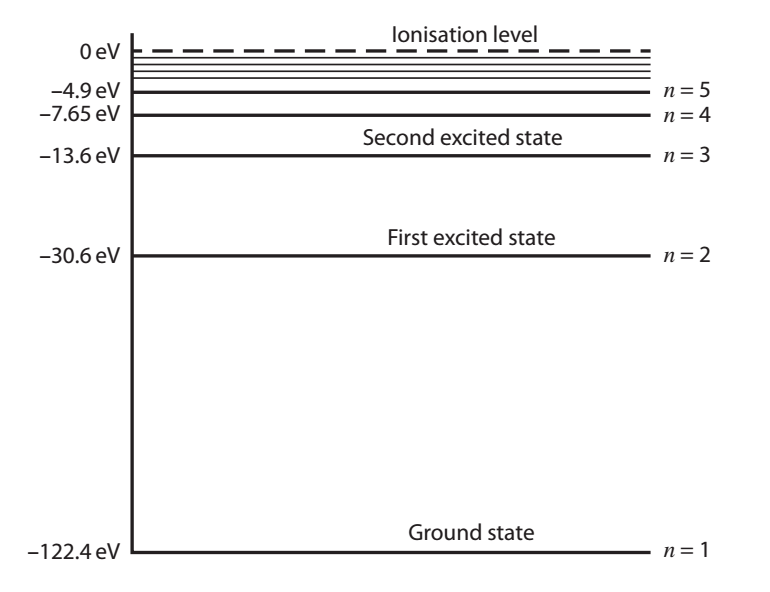 Ionisation level
0 eV
–4.9 eV n = 5
–7.65 eV n = 4
Second excited state
–13.6 eV n = 3
First excited state
–30.6 eV n = 2
Ground state
–122.4 eV n = 1